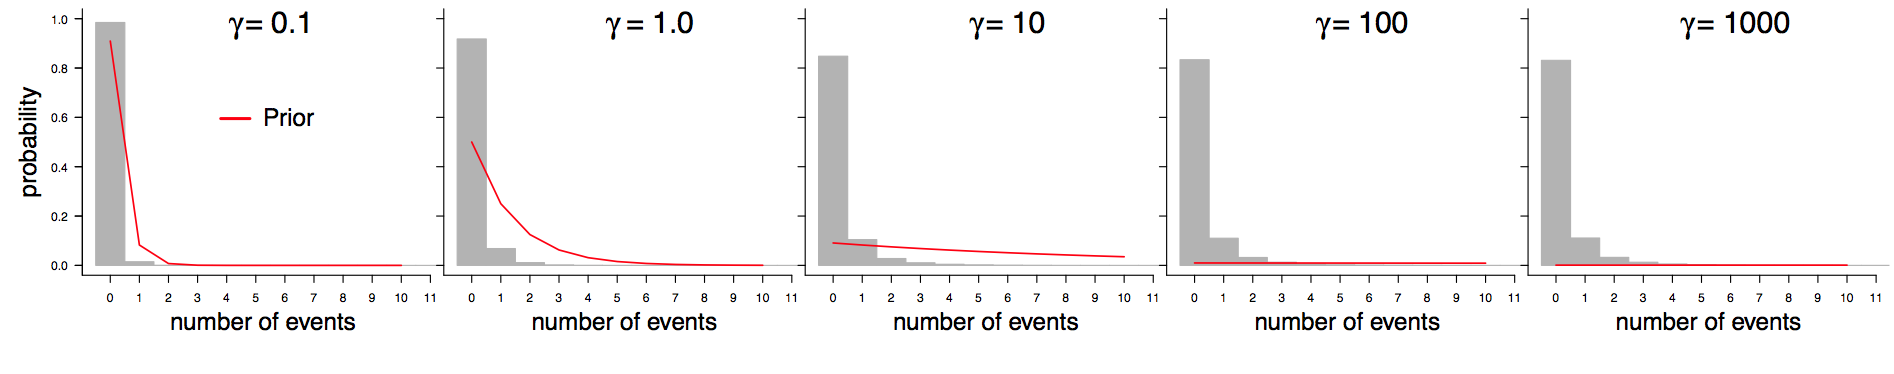 γ= 0.1
γ= 1.0
γ= 10
γ= 100
γ= 1000
probability
1.0
0.8
0.6
0.4
0.2
0.0
Prior
0 1 2 3 4 5 6 7 8 9 10 11
0 1 2 3 4 5 6 7 8 9 10 11
0 1 2 3 4 5 6 7 8 9 10 11
0 1 2 3 4 5 6 7 8 9 10 11
0 1 2 3 4 5 6 7 8 9 10 11
number of events
number of events
number of events
number of events
number of events